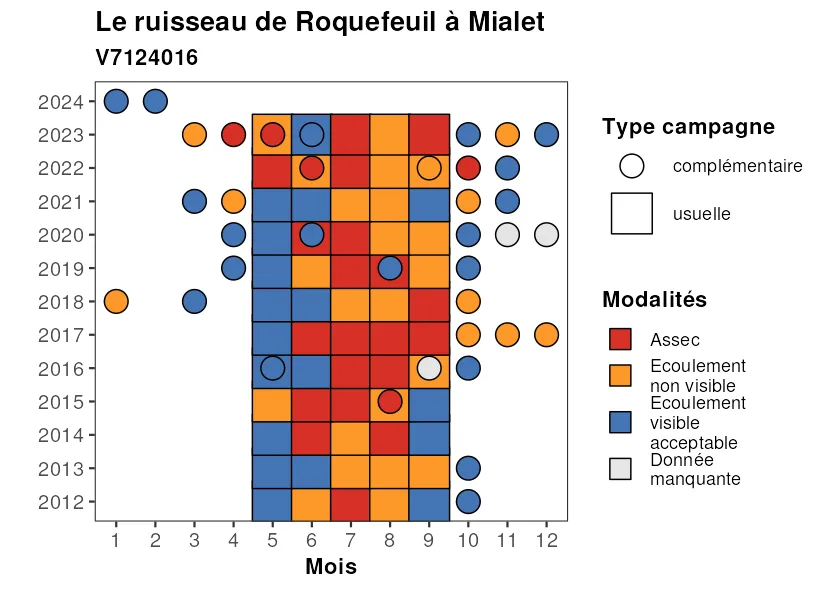 Le ruisseau de Roquefeuil à Mialet
V7124016
2024
2023
2022
2021
2020
2019
2018
2017
2016
2015
2014
2013
2012
1 2 3 4 5 6 7 8 9 10 11 12
Mois
Type campagne
complémentaire
usuelle
Modalités
Assec
Ecoulement
non visible
Ecoulement
visible
acceptable
Donnée
manquante